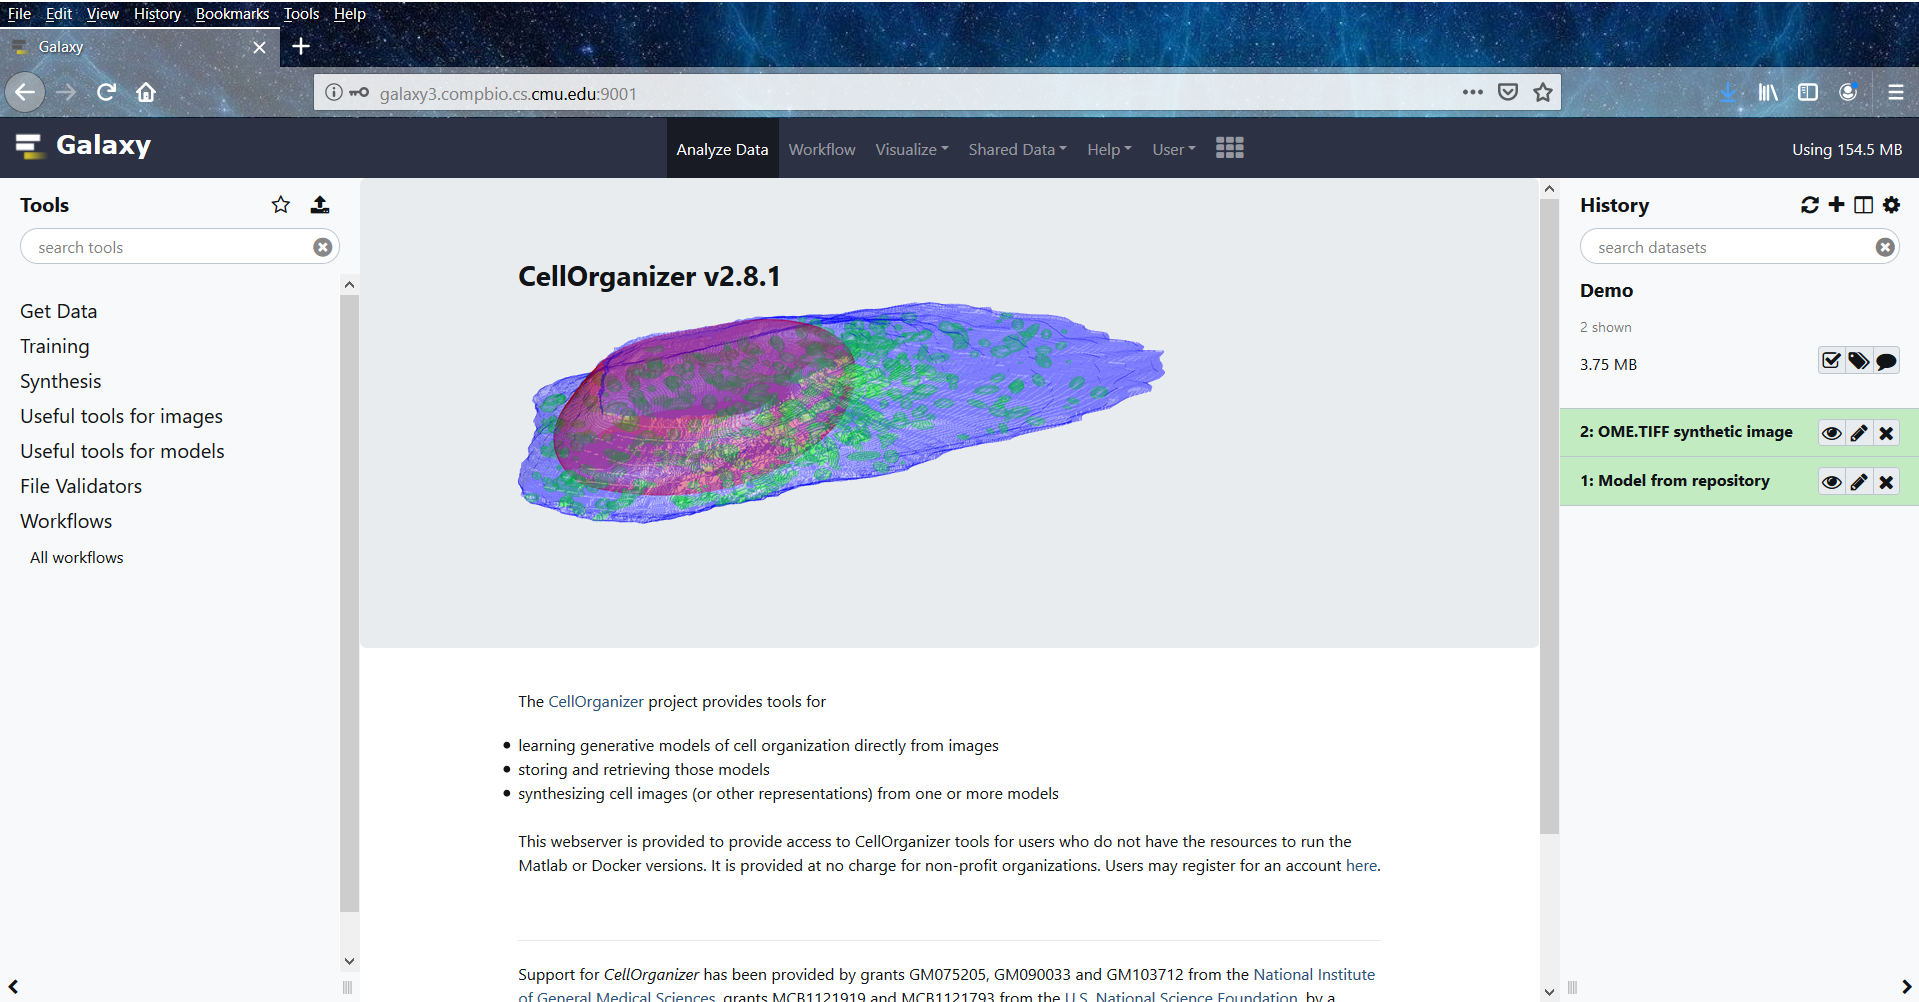 File Edit View History Bookmarks Tools Help
Galaxy
galaxy3.compbio.cs.cmu.edu:9001
Galaxy
Analyze Data Workflow Visualize Shared Data Help User
Using 154.5 MB
Tools
search tools
Get Data
Training
Synthesis
Useful tools for images
Useful tools for models
File Validators
Workflows
All workflows
CellOrganizer v2.8.1
The CellOrganizer project provides tools for
learning generative models of cell organization directly from images
storing and retrieving those models
synthesizing cell images (or other representations) from one or more models
This webserver is provided to provide access to CellOrganizer tools for users who do not have the resources to run the
Matlab or Docker versions. It is provided at no charge for non-profit organizations. Users may register for an account here.
Support for CellOrganizer has been provided by grants GM075205, GM090033 and GM103712 from the National Institute
of General Medical Sciences, grants MCB1121919 and MCB1121793 from the U.S. National Science Foundation, by a
History
search datasets
Demo
2 shown
3.75 MB
2: OME.TIFF synthetic image
1: Model from repository